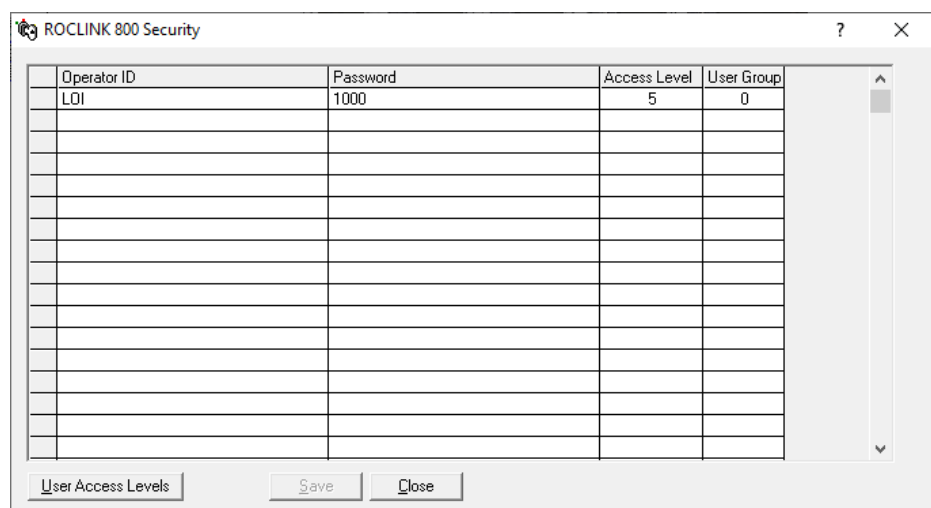 ROCLINK 800 Security ? X
Operator ID Password Access Level User Group
LOI 1000 5 0
User Access Levels Save Close